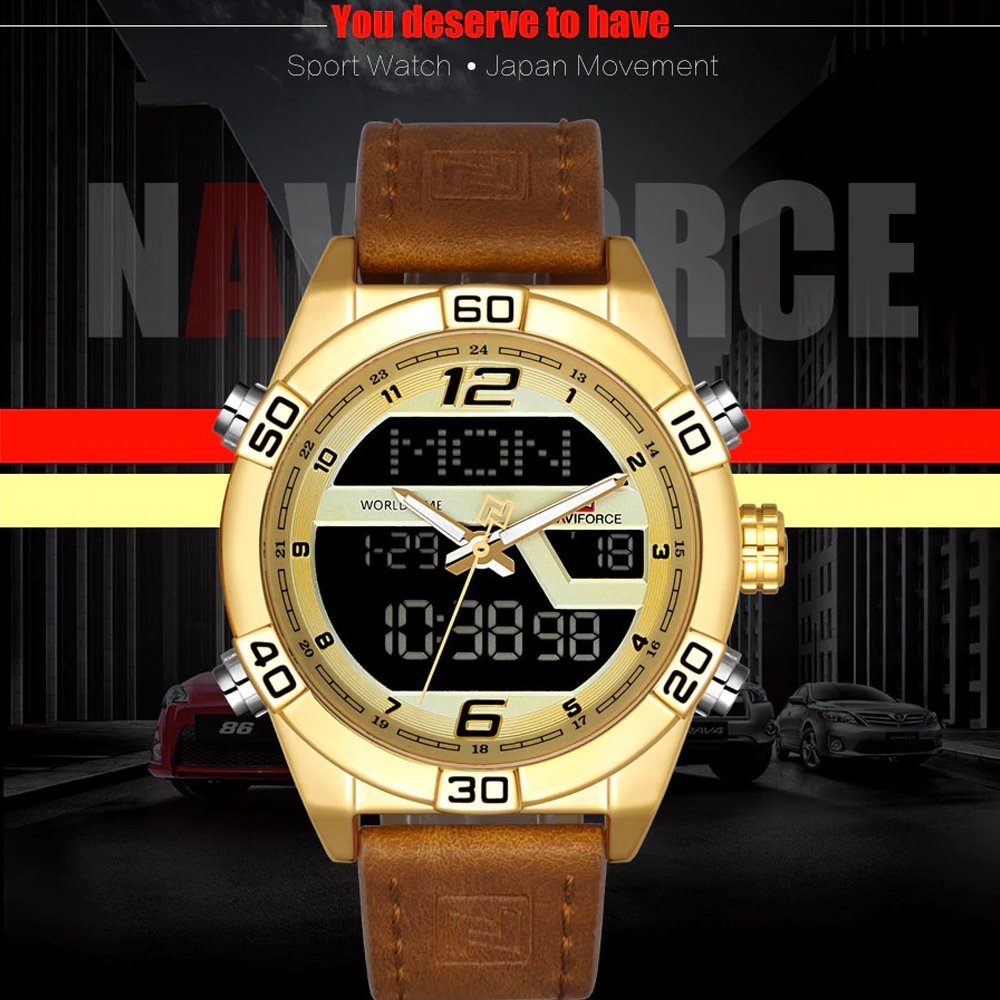 You deserve to have
Sport Watch • Japan Movement
NAVIFORCE
60
24
23 13
12
11 1
50 10
22 14
10 2
MON
WORLD TIME
NAVIFORCE
21 9 3 15
1-29 18
10:38 98
8 4
20 16
40 20
7 5
6
19 17
18
30
86
RAV4